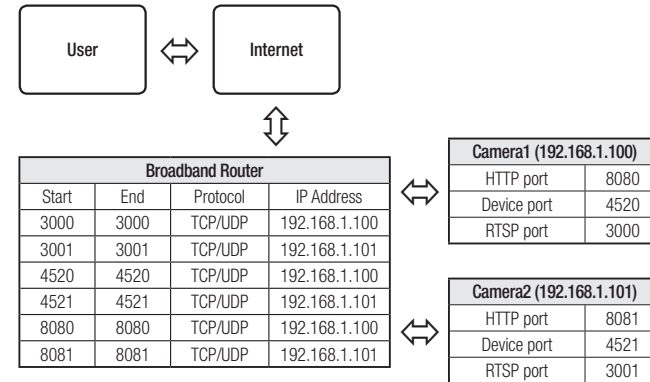 User
Internet
Broadband Router
Start End Protocol IP Address
3000 3000 TCP/UDP 192.168.1.100
3001 3001 TCP/UDP 192.168.1.101
4520 4520 TCP/UDP 192.168.1.100
4521 4521 TCP/UDP 192.168.1.101
8080 8080 TCP/UDP 192.168.1.100
8081 8081 TCP/UDP 192.168.1.101
Camera1 (192.168.1.100)
HTTP port 8080
Device port 4520
RTSP port 3000
Camera2 (192.168.1.101)
HTTP port 8081
Device port 4521
RTSP port 3001